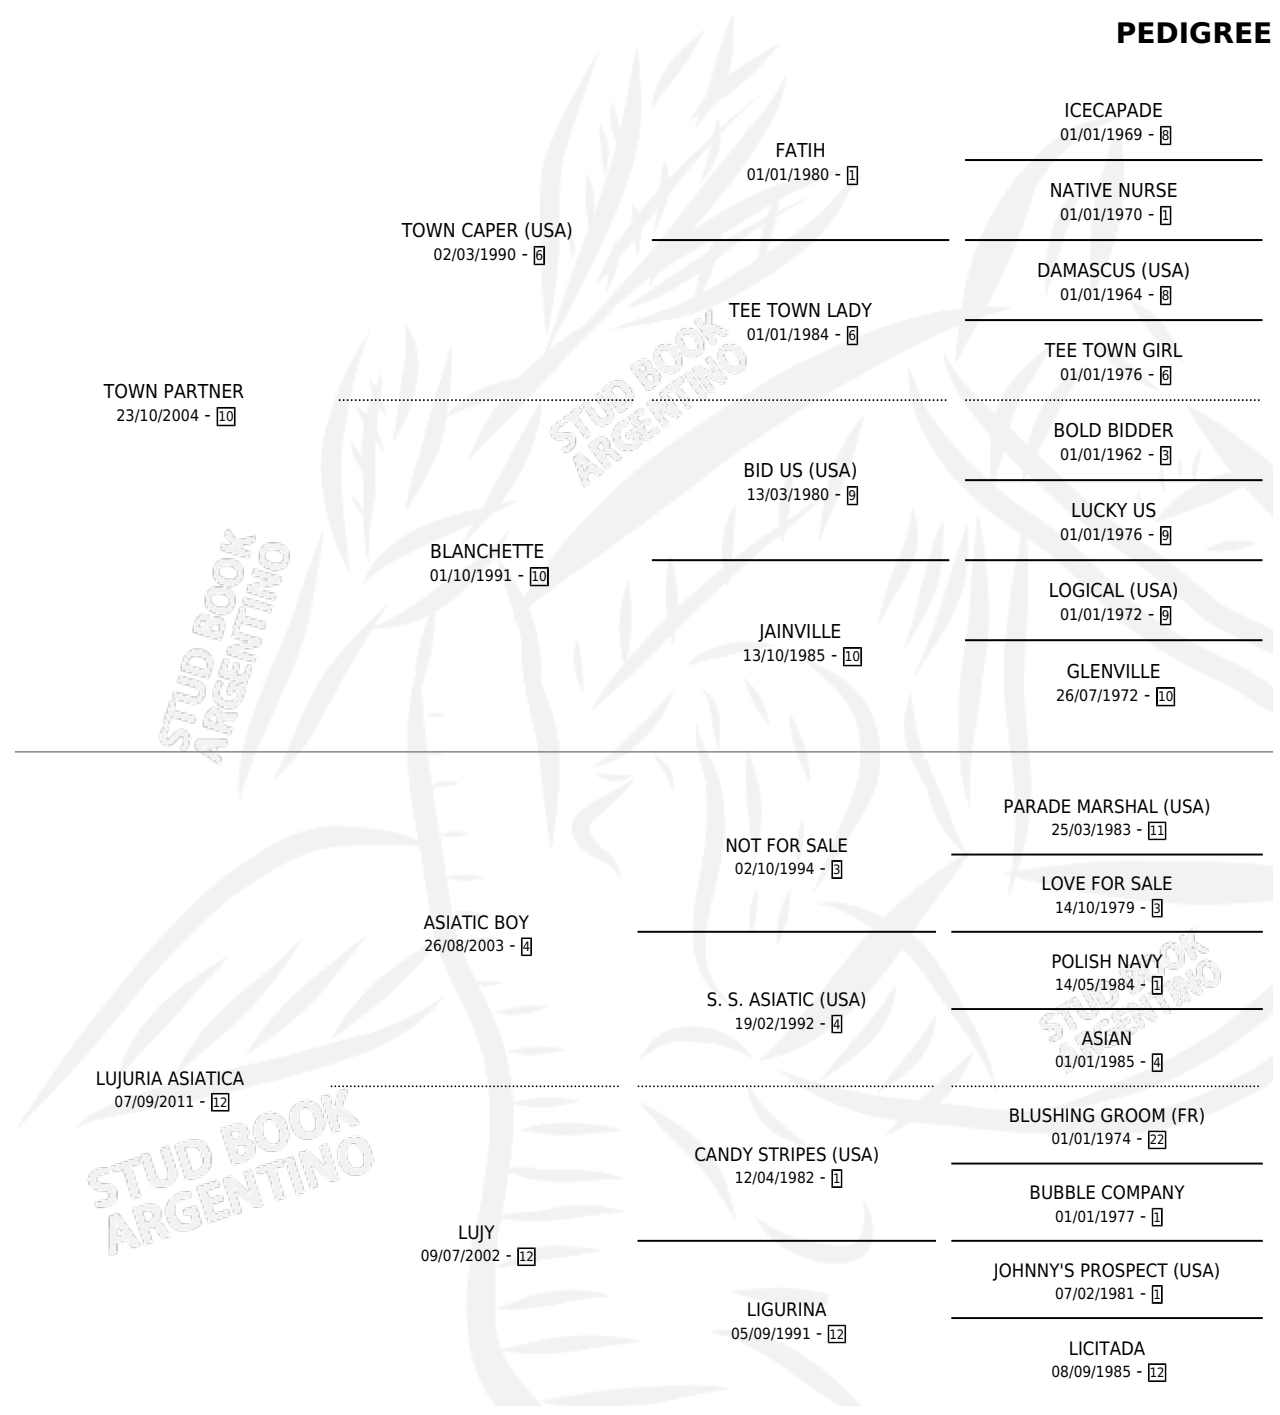 PEDIGREE
ICECAPADE
01/01/1969 - 8
FATIH
01/01/1980 - 1
NATIVE NURSE
01/01/1970 - 1
TOWN CAPER (USA)
02/03/1990 - 6
DAMASCUS (USA)
01/01/1964 - 8
TEE TOWN LADY
01/01/1984 - 6
TEE TOWN GIRL
01/01/1976 - 6
TOWN PARTNER
23/10/2004 - 10
STUD BOOK
ARGENTINO
BOLD BIDDER
01/01/1962 - 3
BID US (USA)
13/03/1980 - 9
LUCKY US
01/01/1976 - 9
BLANCHETTE
01/10/1991 - 10
LOGICAL (USA)
01/01/1972 - 9
JAINVILLE
13/10/1985 - 10
GLENVILLE
26/07/1972 - 10
STUD BOOK
ARGENTINO
PARADE MARSHAL (USA)
25/03/1983 - 11
NOT FOR SALE
02/10/1994 - 3
LOVE FOR SALE
14/10/1979 - 3
ASIATIC BOY
26/08/2003 - 4
POLISH NAVY
14/05/1984 - 1
S. S. ASIATIC (USA)
19/02/1992 - 4
STUD BOOK
ARGENTINO
ASIAN
01/01/1985 - 4
LUJURIA ASIATICA
07/09/2011 - 12
BLUSHING GROOM (FR)
01/01/1974 - 22
CANDY STRIPES (USA)
12/04/1982 - 1
STUD BOOK
ARGENTINO
BUBBLE COMPANY
01/01/1977 - 1
LUJY
09/07/2002 - 12
JOHNNY'S PROSPECT (USA)
07/02/1981 - 1
LIGURINA
05/09/1991 - 12
LICITADA
08/09/1985 - 12